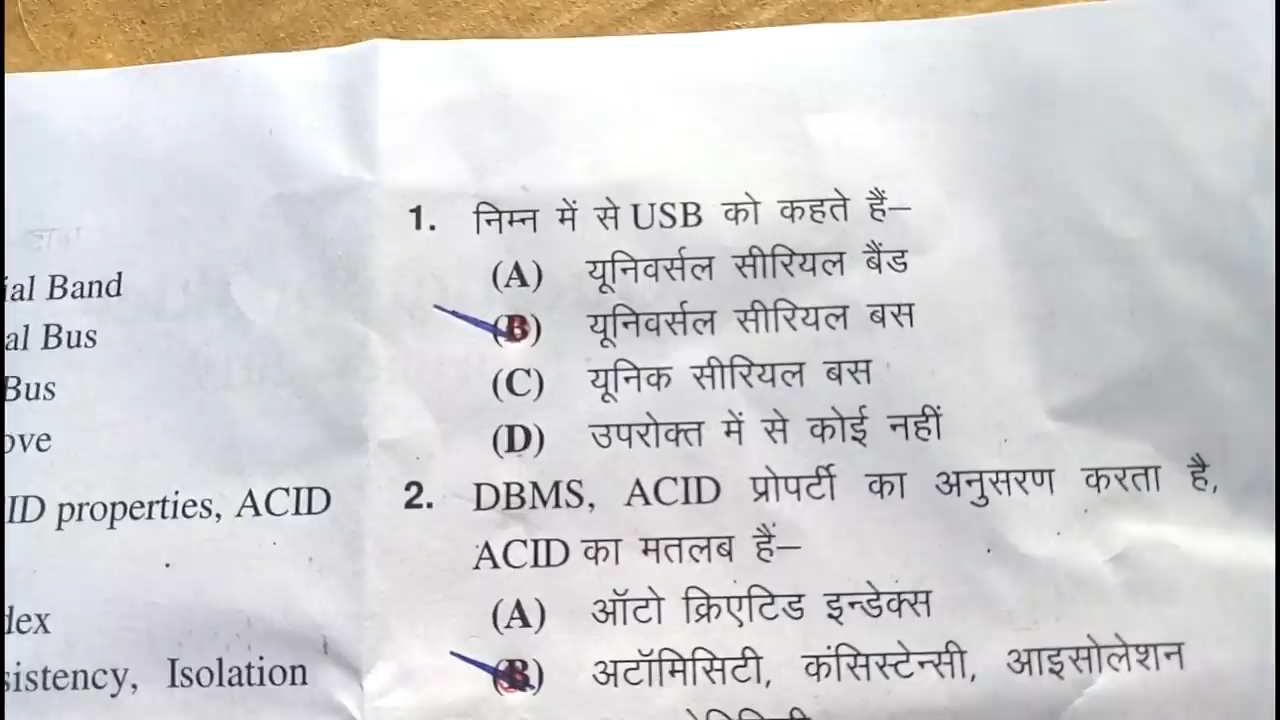 ial Band
al Bus
Bus
ove
ID properties, ACID
dex
sistency, Isolation
1. निम्न में से USB को कहते हैं–
(A) यूनिवर्सल सीरियल बैंड
(B) यूनिवर्सल सीरियल बस
(C) यूनिक सीरियल बस
(D) उपरोक्त में से कोई नहीं
2. DBMS, ACID प्रोपर्टी का अनुसरण करता है,
ACID का मतलब हैं–
(A) ऑटो क्रिएटिड इन्डेक्स
(B) अटॉमिसिटी, कंसिस्टेन्सी, आइसोलेशन